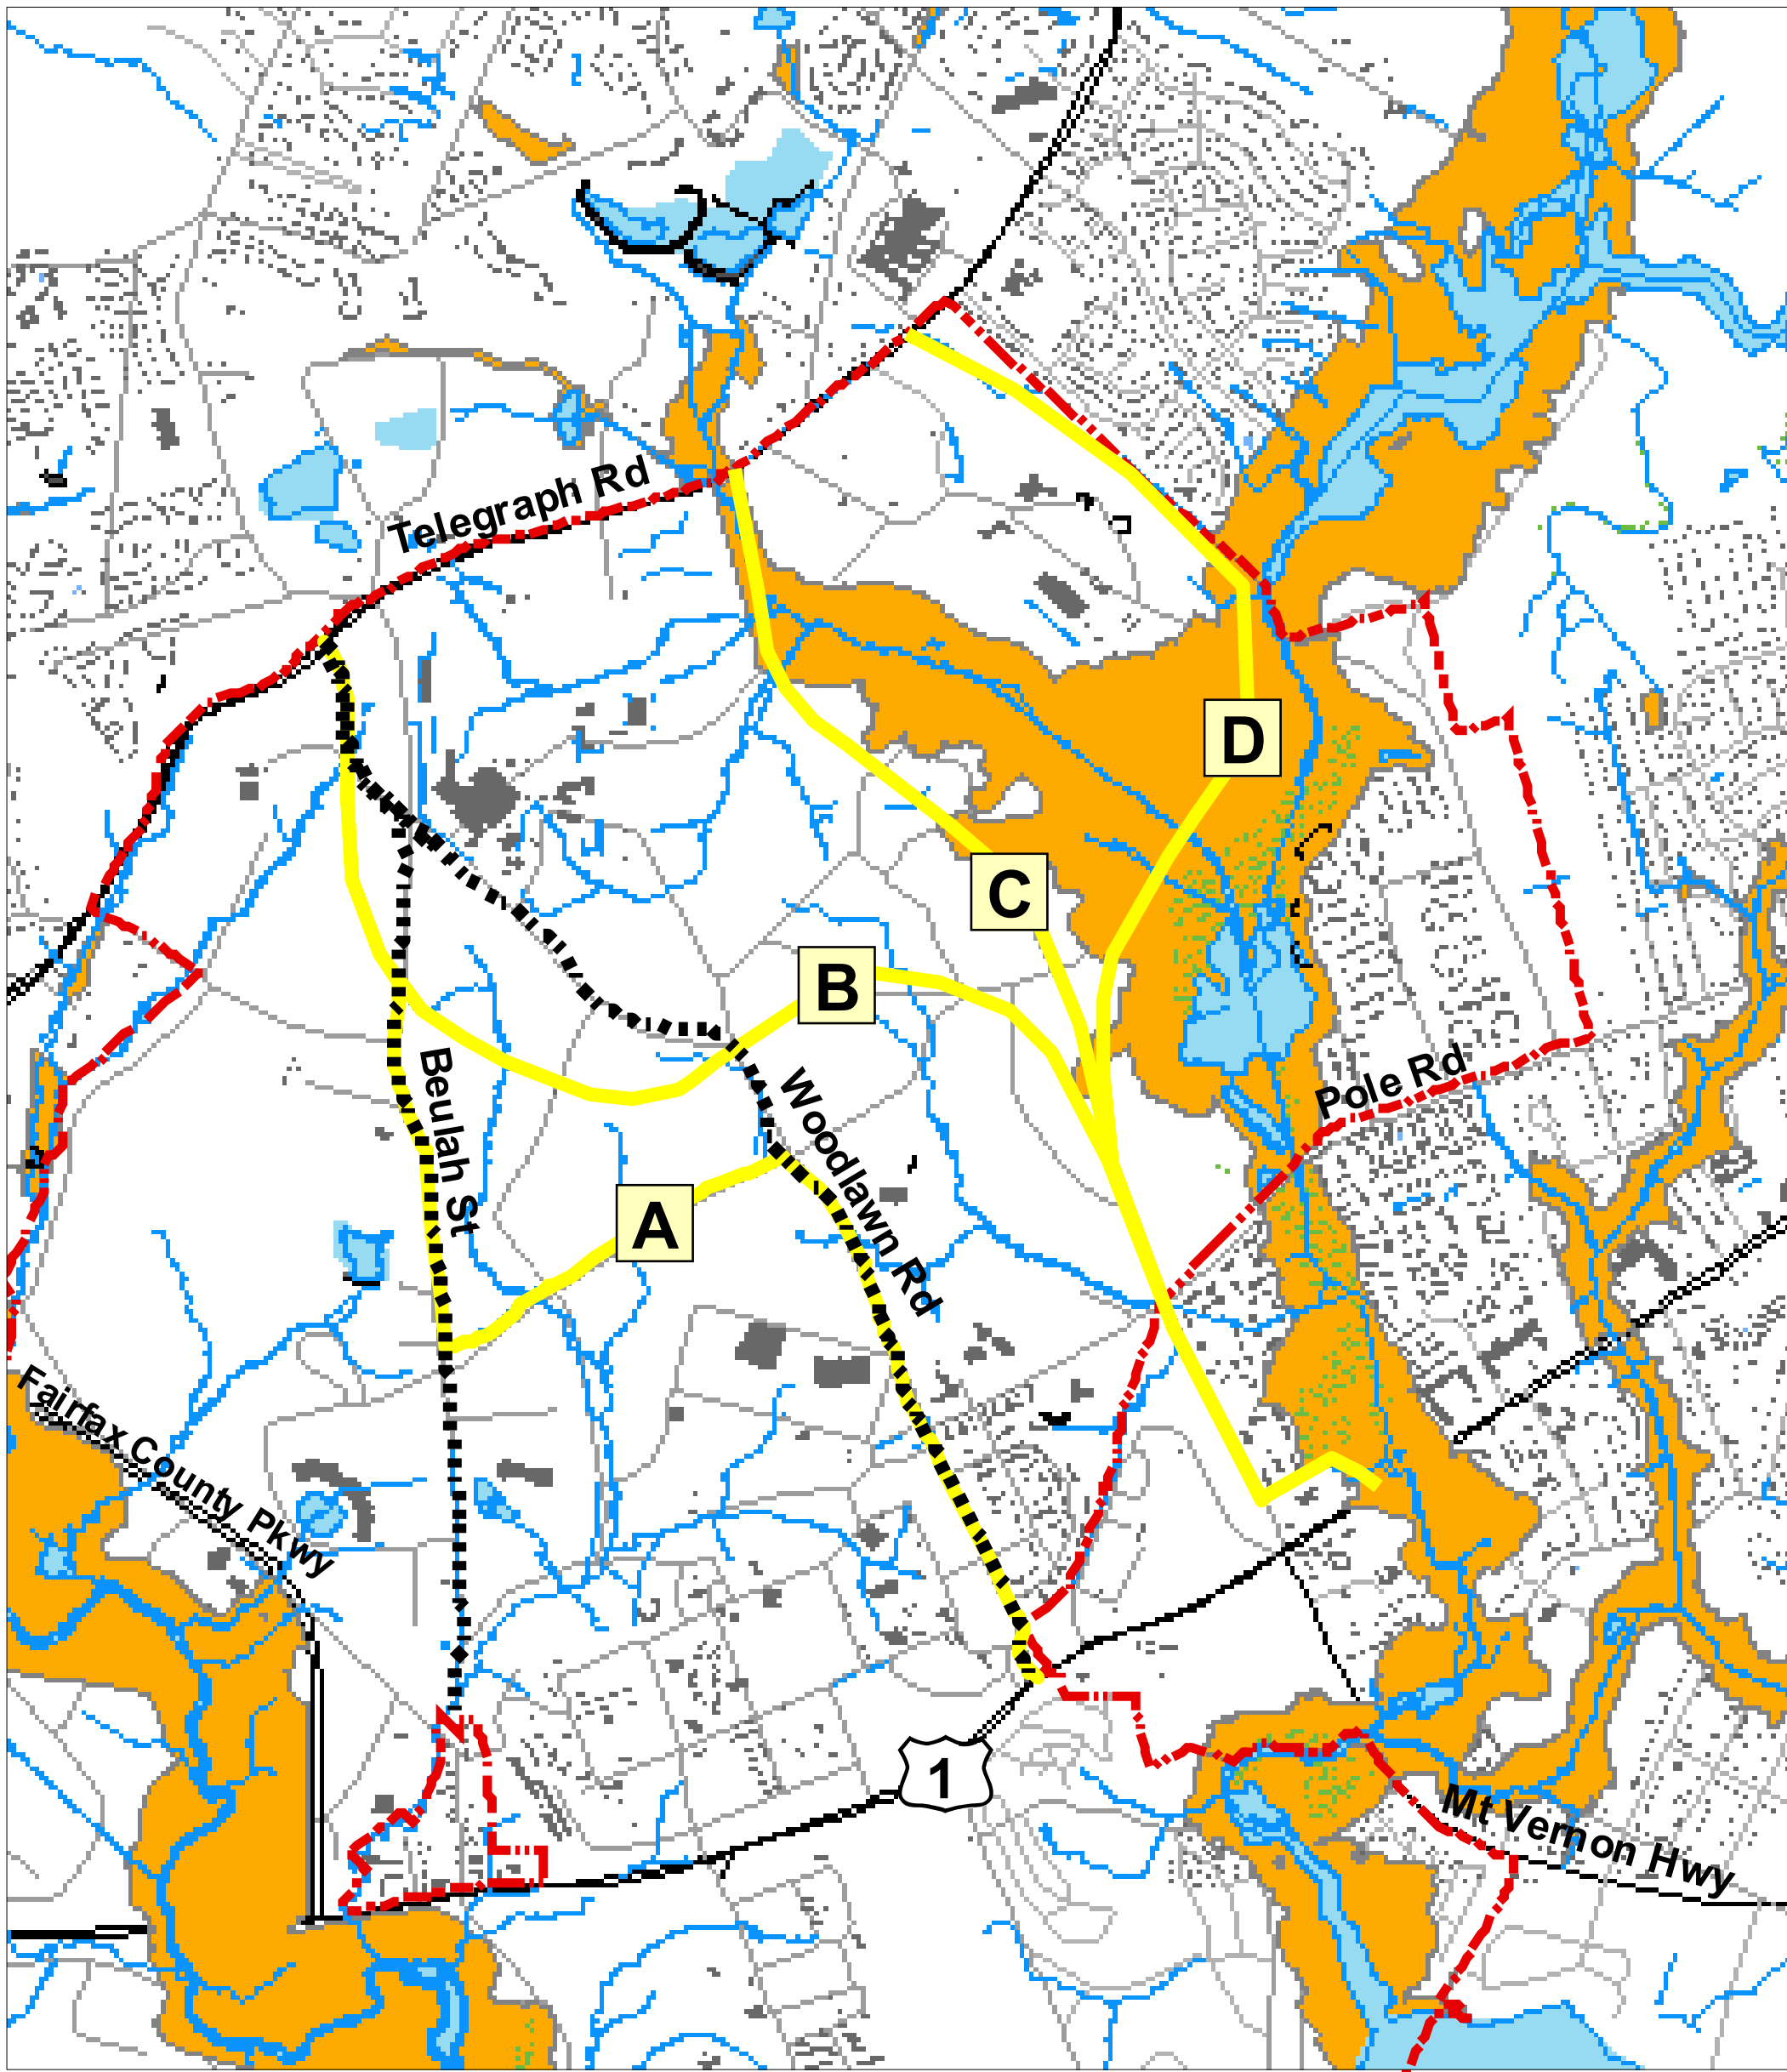 Telegraph Rd
D
C
B
Beulah St
Woodlawn Rd
Pole Rd
A
Fairfax County Pkwy
1
Mt Vernon Hwy